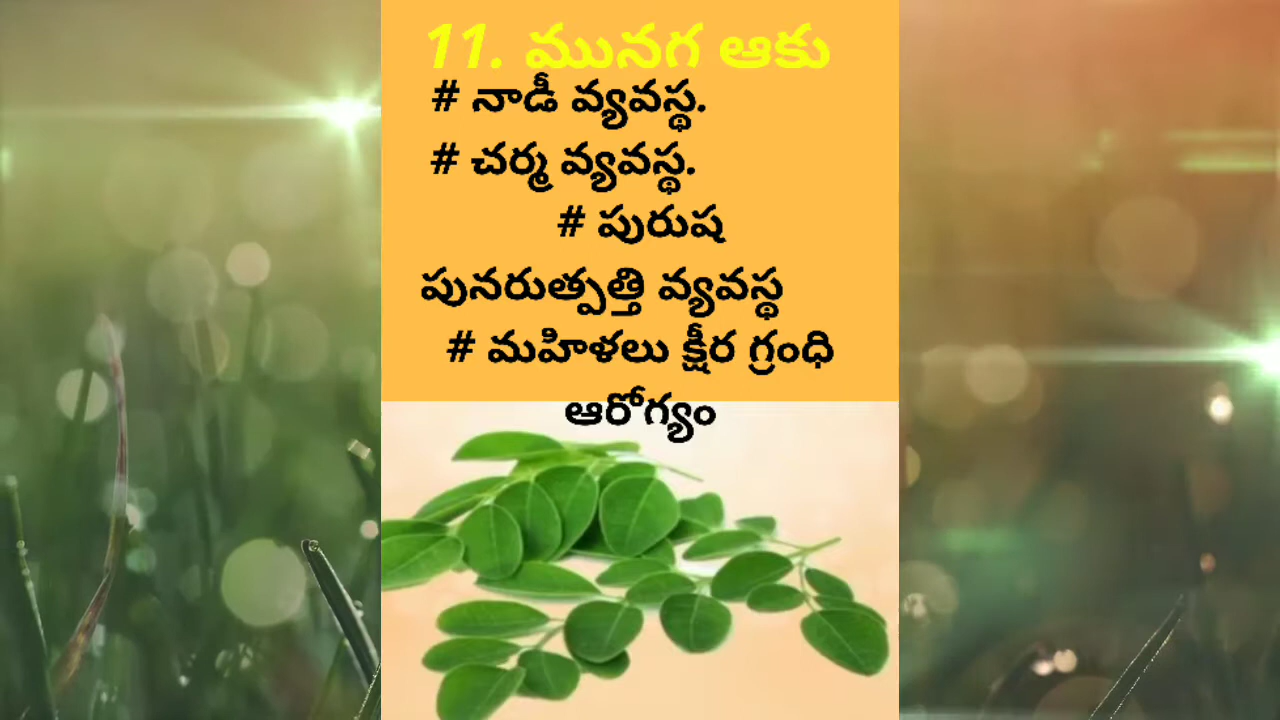 11. మునగ ఆకు
# నాడీ వ్యవస్థ.
# చర్మ వ్యవస్థ.
# పురుష
పునరుత్పత్తి వ్యవస్థ
# మహిళలు క్షీర గ్రంధి
ఆరోగ్యం